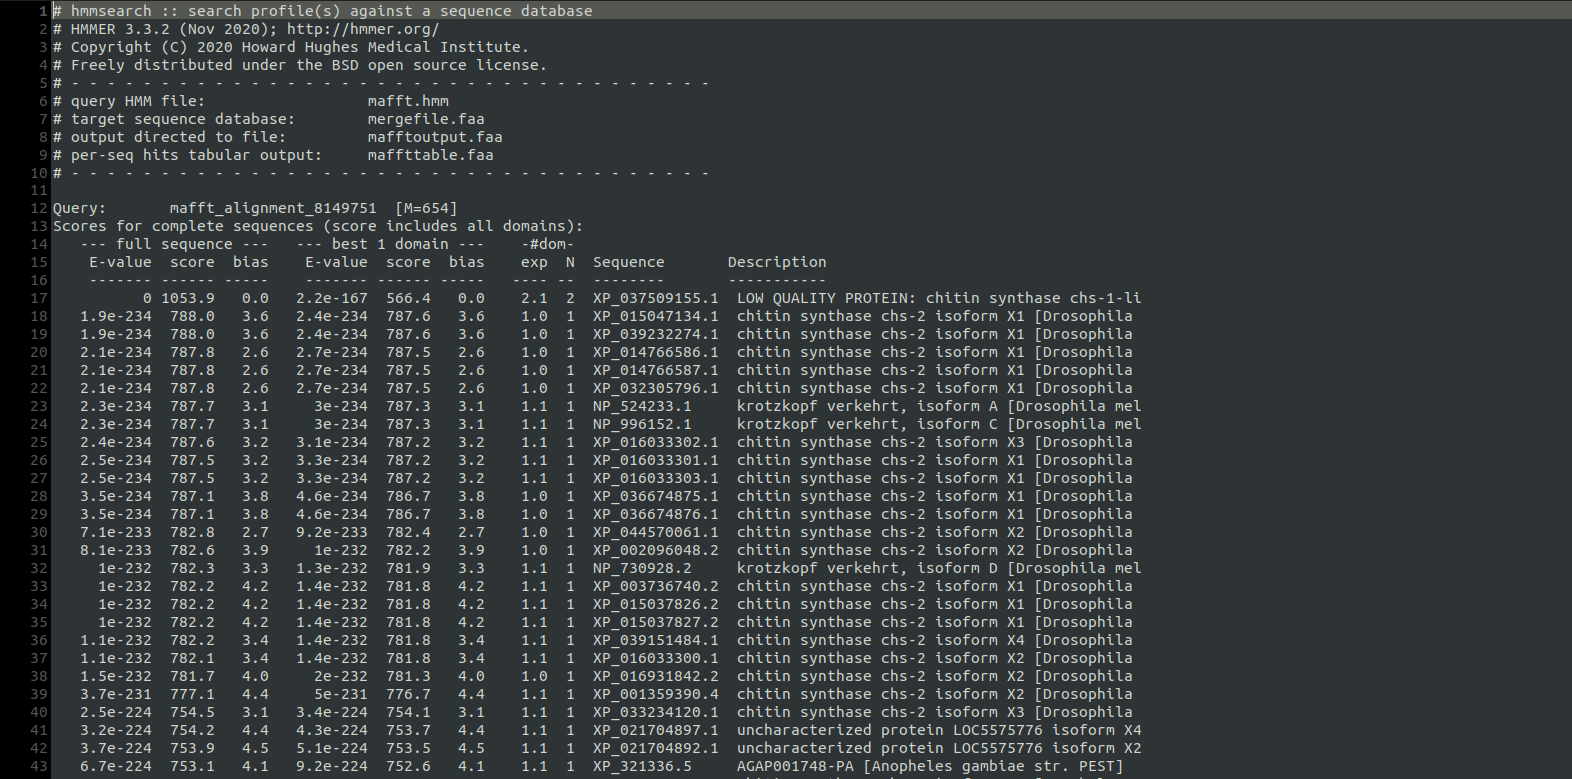 1 # hmmsearch :: search profile(s) against a sequence database
2 # HMMER 3.3.2 (Nov 2020); http://hmmer.org/
3 # Copyright (C) 2020 Howard Hughes Medical Institute.
4 # Freely distributed under the BSD open source license.
5 # - - - - - - - - - - - - - - - - - - - - - - - - - - - - - - - - - - - -
6 # query HMM file:                  mafft.hmm
7 # target sequence database:        mergefile.faa
8 # output directed to file:         mafftoutput.faa
9 # per-seq hits tabular output:     maffttable.faa
10 # - - - - - - - - - - - - - - - - - - - - - - - - - - - - - - - - - - - -
11
12 Query:       mafft_alignment_8149751  [M=654]
13 Scores for complete sequences (score includes all domains):
14    --- full sequence ---   --- best 1 domain ---    -#dom-
15     E-value  score  bias    E-value  score  bias    exp  N  Sequence       Description
16     ------- ------ -----    ------- ------ -----   ---- --  --------       -----------
17           0 1053.9   0.0   2.2e-167  566.4   0.0    2.1  2  XP_037509155.1  LOW QUALITY PROTEIN: chitin synthase chs-1-li
18    1.9e-234  788.0   3.6   2.4e-234  787.6   3.6    1.0  1  XP_015047134.1  chitin synthase chs-2 isoform X1 [Drosophila
19    1.9e-234  788.0   3.6   2.4e-234  787.6   3.6    1.0  1  XP_039232274.1  chitin synthase chs-2 isoform X1 [Drosophila
20    2.1e-234  787.8   2.6   2.7e-234  787.5   2.6    1.0  1  XP_014766586.1  chitin synthase chs-2 isoform X1 [Drosophila
21    2.1e-234  787.8   2.6   2.7e-234  787.5   2.6    1.0  1  XP_014766587.1  chitin synthase chs-2 isoform X1 [Drosophila
22    2.1e-234  787.8   2.6   2.7e-234  787.5   2.6    1.0  1  XP_032305796.1  chitin synthase chs-2 isoform X1 [Drosophila
23    2.3e-234  787.7   3.1     3e-234  787.3   3.1    1.1  1  NP_524233.1     krotzkopf verkehrt, isoform A [Drosophila mel
24    2.3e-234  787.7   3.1     3e-234  787.3   3.1    1.1  1  NP_996152.1     krotzkopf verkehrt, isoform C [Drosophila mel
25    2.4e-234  787.6   3.2   3.1e-234  787.2   3.2    1.1  1  XP_016033302.1  chitin synthase chs-2 isoform X3 [Drosophila
26    2.5e-234  787.5   3.2   3.3e-234  787.2   3.2    1.1  1  XP_016033301.1  chitin synthase chs-2 isoform X1 [Drosophila
27    2.5e-234  787.5   3.2   3.3e-234  787.2   3.2    1.1  1  XP_016033303.1  chitin synthase chs-2 isoform X1 [Drosophila
28    3.5e-234  787.1   3.8   4.6e-234  786.7   3.8    1.0  1  XP_036674875.1  chitin synthase chs-2 isoform X1 [Drosophila
29    3.5e-234  787.1   3.8   4.6e-234  786.7   3.8    1.0  1  XP_036674876.1  chitin synthase chs-2 isoform X1 [Drosophila
30    7.1e-233  782.8   2.7   9.2e-233  782.4   2.7    1.0  1  XP_044570061.1  chitin synthase chs-2 isoform X2 [Drosophila
31    8.1e-233  782.6   3.9     1e-232  782.2   3.9    1.0  1  XP_002096048.2  chitin synthase chs-2 isoform X2 [Drosophila
32      1e-232  782.3   3.3   1.3e-232  781.9   3.3    1.1  1  NP_730928.2     krotzkopf verkehrt, isoform D [Drosophila mel
33      1e-232  782.2   4.2   1.4e-232  781.8   4.2    1.1  1  XP_003736740.2  chitin synthase chs-2 isoform X1 [Drosophila
34      1e-232  782.2   4.2   1.4e-232  781.8   4.2    1.1  1  XP_015037826.2  chitin synthase chs-2 isoform X1 [Drosophila
35      1e-232  782.2   4.2   1.4e-232  781.8   4.2    1.1  1  XP_015037827.2  chitin synthase chs-2 isoform X1 [Drosophila
36    1.1e-232  782.2   3.4   1.4e-232  781.8   3.4    1.1  1  XP_039151484.1  chitin synthase chs-2 isoform X4 [Drosophila
37    1.1e-232  782.1   3.4   1.4e-232  781.8   3.4    1.1  1  XP_016033300.1  chitin synthase chs-2 isoform X2 [Drosophila
38    1.5e-232  781.7   4.0     2e-232  781.3   4.0    1.0  1  XP_016931842.2  chitin synthase chs-2 isoform X2 [Drosophila
39    3.7e-231  777.1   4.4     5e-231  776.7   4.4    1.1  1  XP_001359390.4  chitin synthase chs-2 isoform X2 [Drosophila
40    2.5e-224  754.5   3.1   3.4e-224  754.1   3.1    1.1  1  XP_033234120.1  chitin synthase chs-2 isoform X3 [Drosophila
41    3.2e-224  754.2   4.4   4.3e-224  753.7   4.4    1.1  1  XP_021704897.1  uncharacterized protein LOC5575776 isoform X4
42    3.7e-224  753.9   4.5   5.1e-224  753.5   4.5    1.1  1  XP_021704892.1  uncharacterized protein LOC5575776 isoform X2
43    6.7e-224  753.1   4.1   9.2e-224  752.6   4.1    1.1  1  XP_321336.5     AGAP001748-PA [Anopheles gambiae str. PEST]